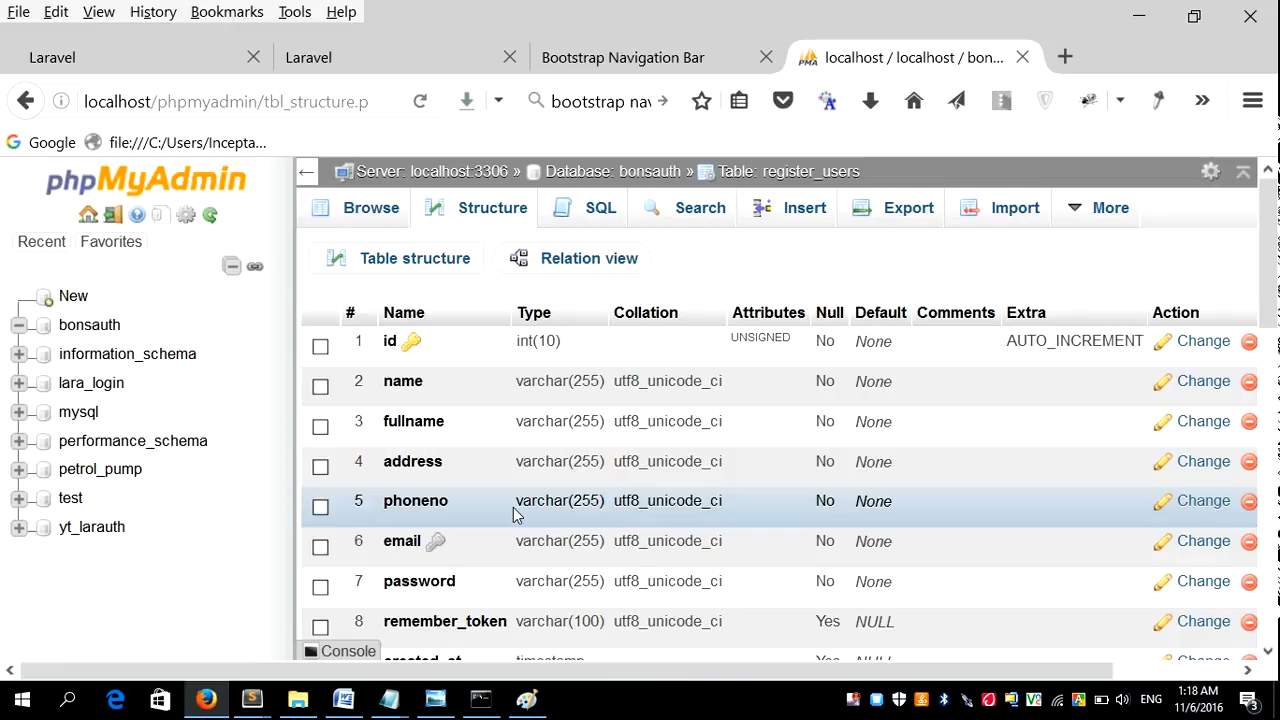 File Edit View History Bookmarks Tools Help
Laravel Laravel Bootstrap Navigation Bar PMA localhost / localhost / bon...
localhost/phpmyadmin/tbl_structure.p bootstrap nav
Google file:///C:/Users/Incepta...
phpMyAdmin
Recent Favorites
New
bonsauth
information_schema
lara_login
mysql
performance_schema
petrol_pump
test
yt_larauth
Server: localhost:3306 » Database: bonsauth » Table: register_users
Browse Structure SQL Search Insert Export Import More
Table structure Relation view
# Name Type Collation Attributes Null Default Comments Extra Action
1 id int(10) UNSIGNED No None AUTO_INCREMENT Change
2 name varchar(255) utf8_unicode_ci No None Change
3 fullname varchar(255) utf8_unicode_ci No None Change
4 address varchar(255) utf8_unicode_ci No None Change
5 phoneno varchar(255) utf8_unicode_ci No None Change
6 email varchar(255) utf8_unicode_ci No None Change
7 password varchar(255) utf8_unicode_ci No None Change
8 remember_token varchar(100) utf8_unicode_ci Yes NULL Change
Console
ENG 1:18 AM
11/6/2016 3